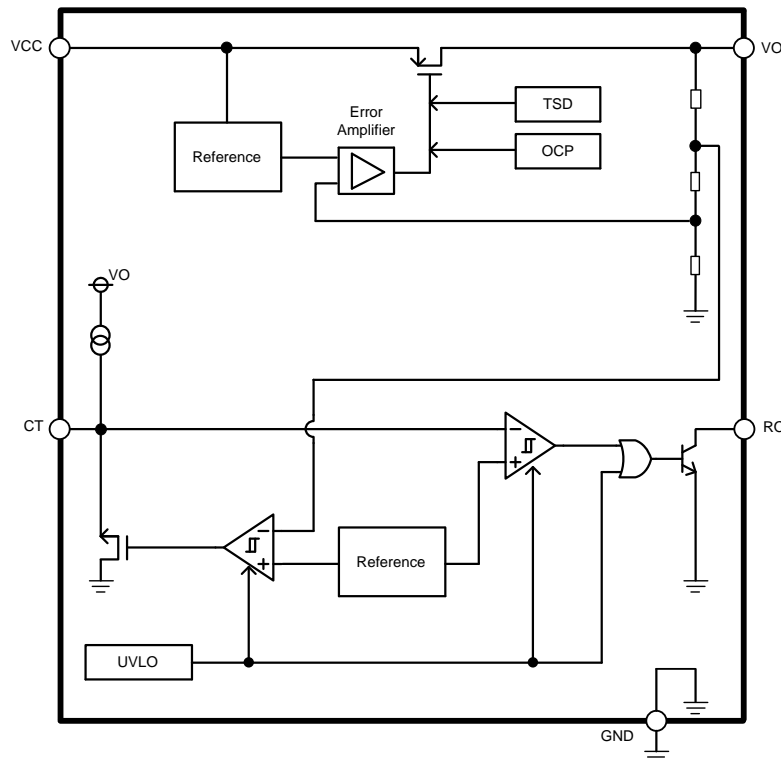 VCC
VO
Error
Amplifier
TSD
Reference
OCP
VO
CT
RO
Reference
UVLO
GND